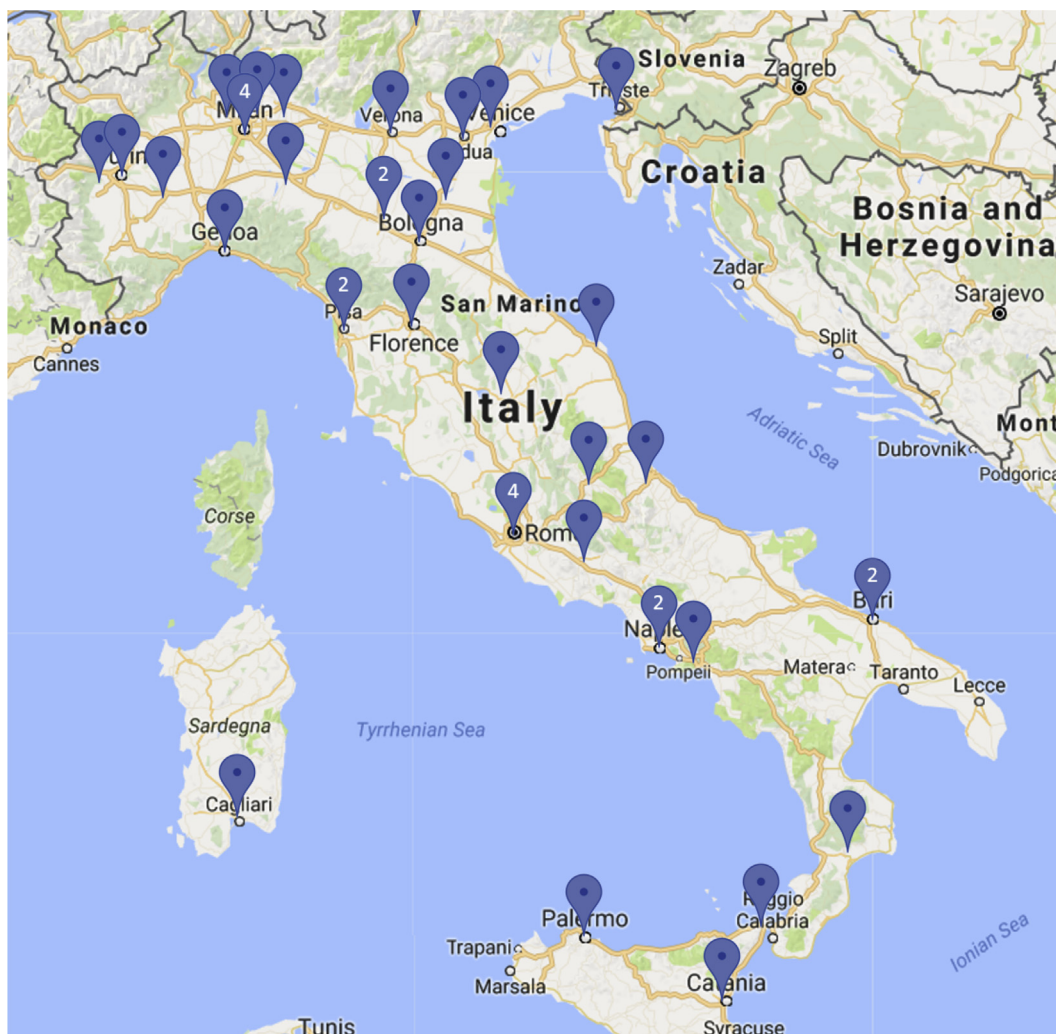 Slovenia
Zagreb
Trieste
4
Milan
Verona
Venice
Croatia
2
Bologna
Genoa
Bosnia and
Herzegovina
Zadar
Sarajevo
2
Pisa
San Marino
Monaco
Florence
Split
Cannes
Italy
Adriatic Sea
Mont
Dubrovnik
Podgorica
4
Corse
Rome
2
Bari
2
Naples
Pompeii
Matera
Taranto
Lecce
Sardegna
Tyrrhenian Sea
Cagliari
Reggio
Calabria
Palermo
Trapani
Marsala
Catania
Ionian Sea
Tunis
Syracuse